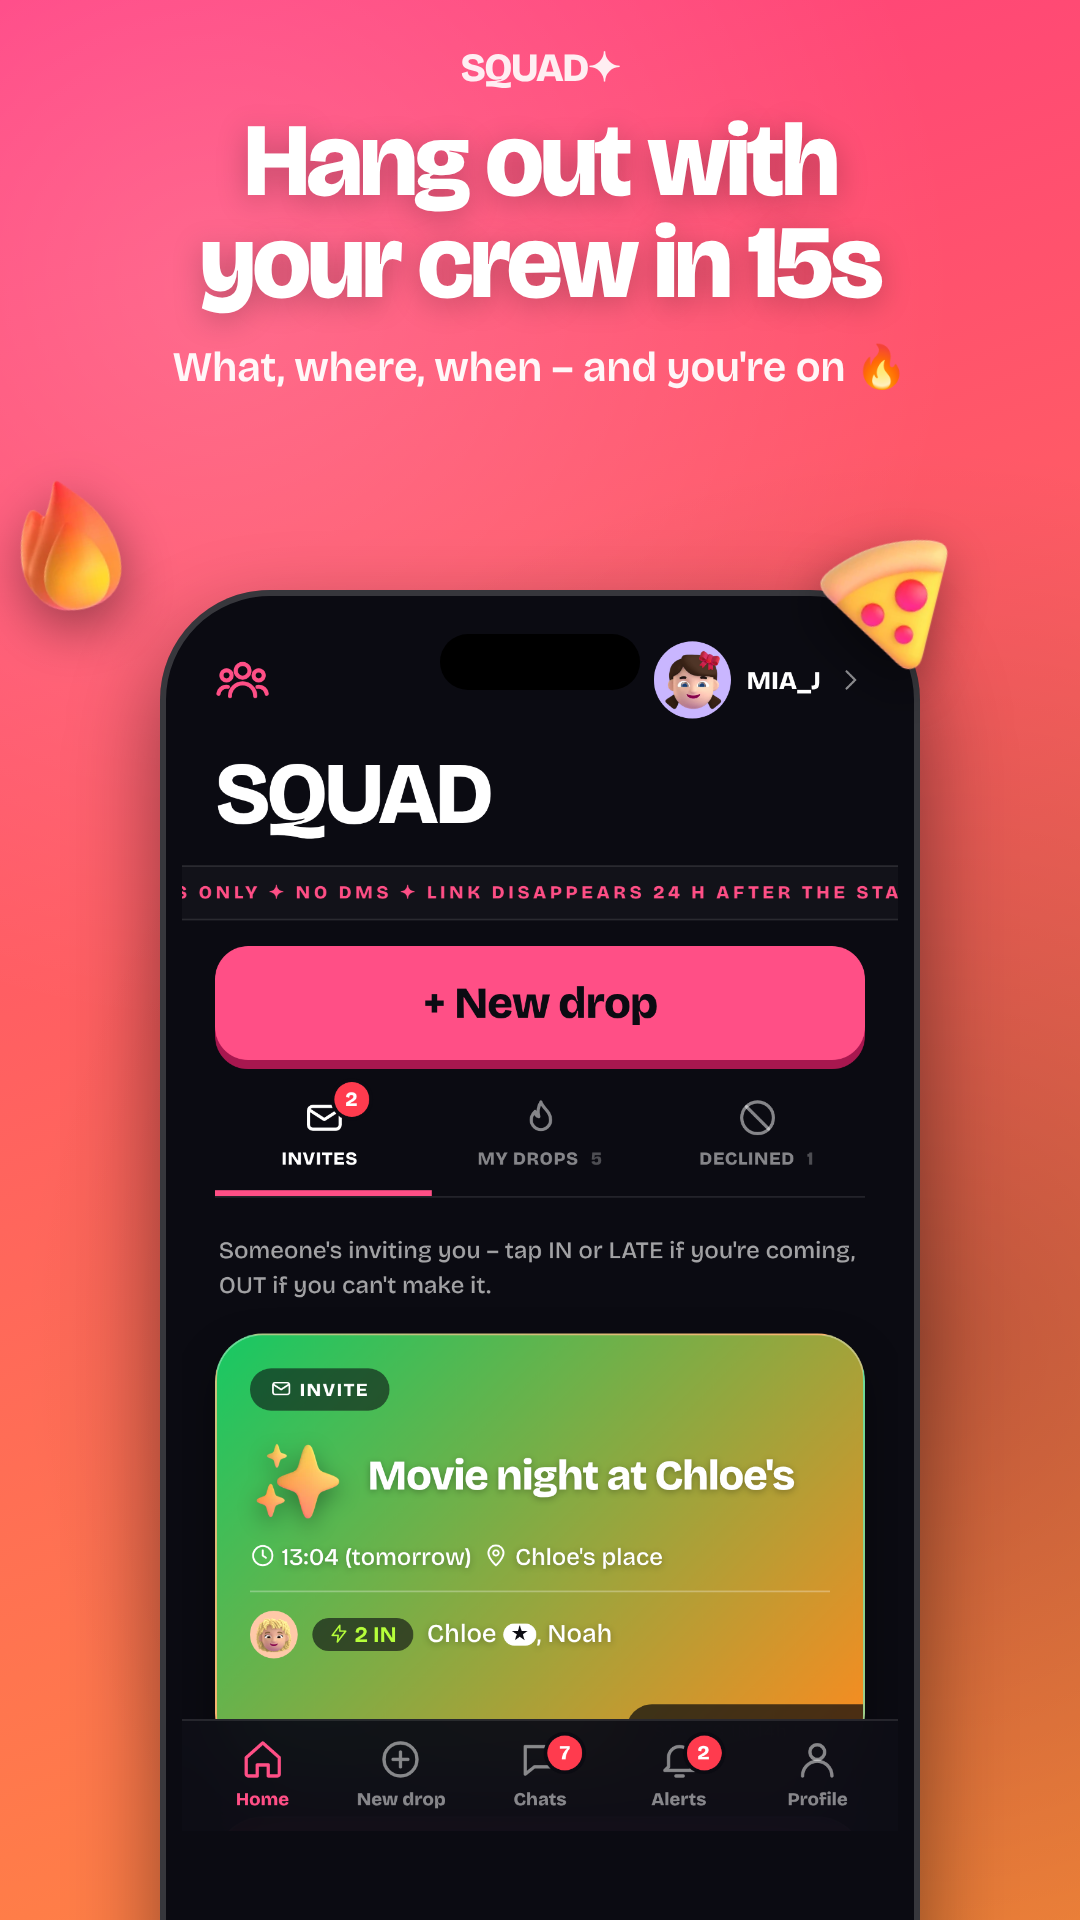 SQUAD✦
Hang out with
your crew in 15s
What, where, when – and you're on 🔥
MIA_J
SQUAD
ONLY ✦ NO DMS ✦ LINK DISAPPEARS 24 H AFTER THE STA
+ New drop
2
INVITES
MY DROPS 5
DECLINED 1
Someone's inviting you – tap IN or LATE if you're coming,
OUT if you can't make it.
INVITE
Movie night at Chloe's
13:04 (tomorrow) Chloe's place
2 IN Chloe ★, Noah
7
2
Home New drop Chats Alerts Profile